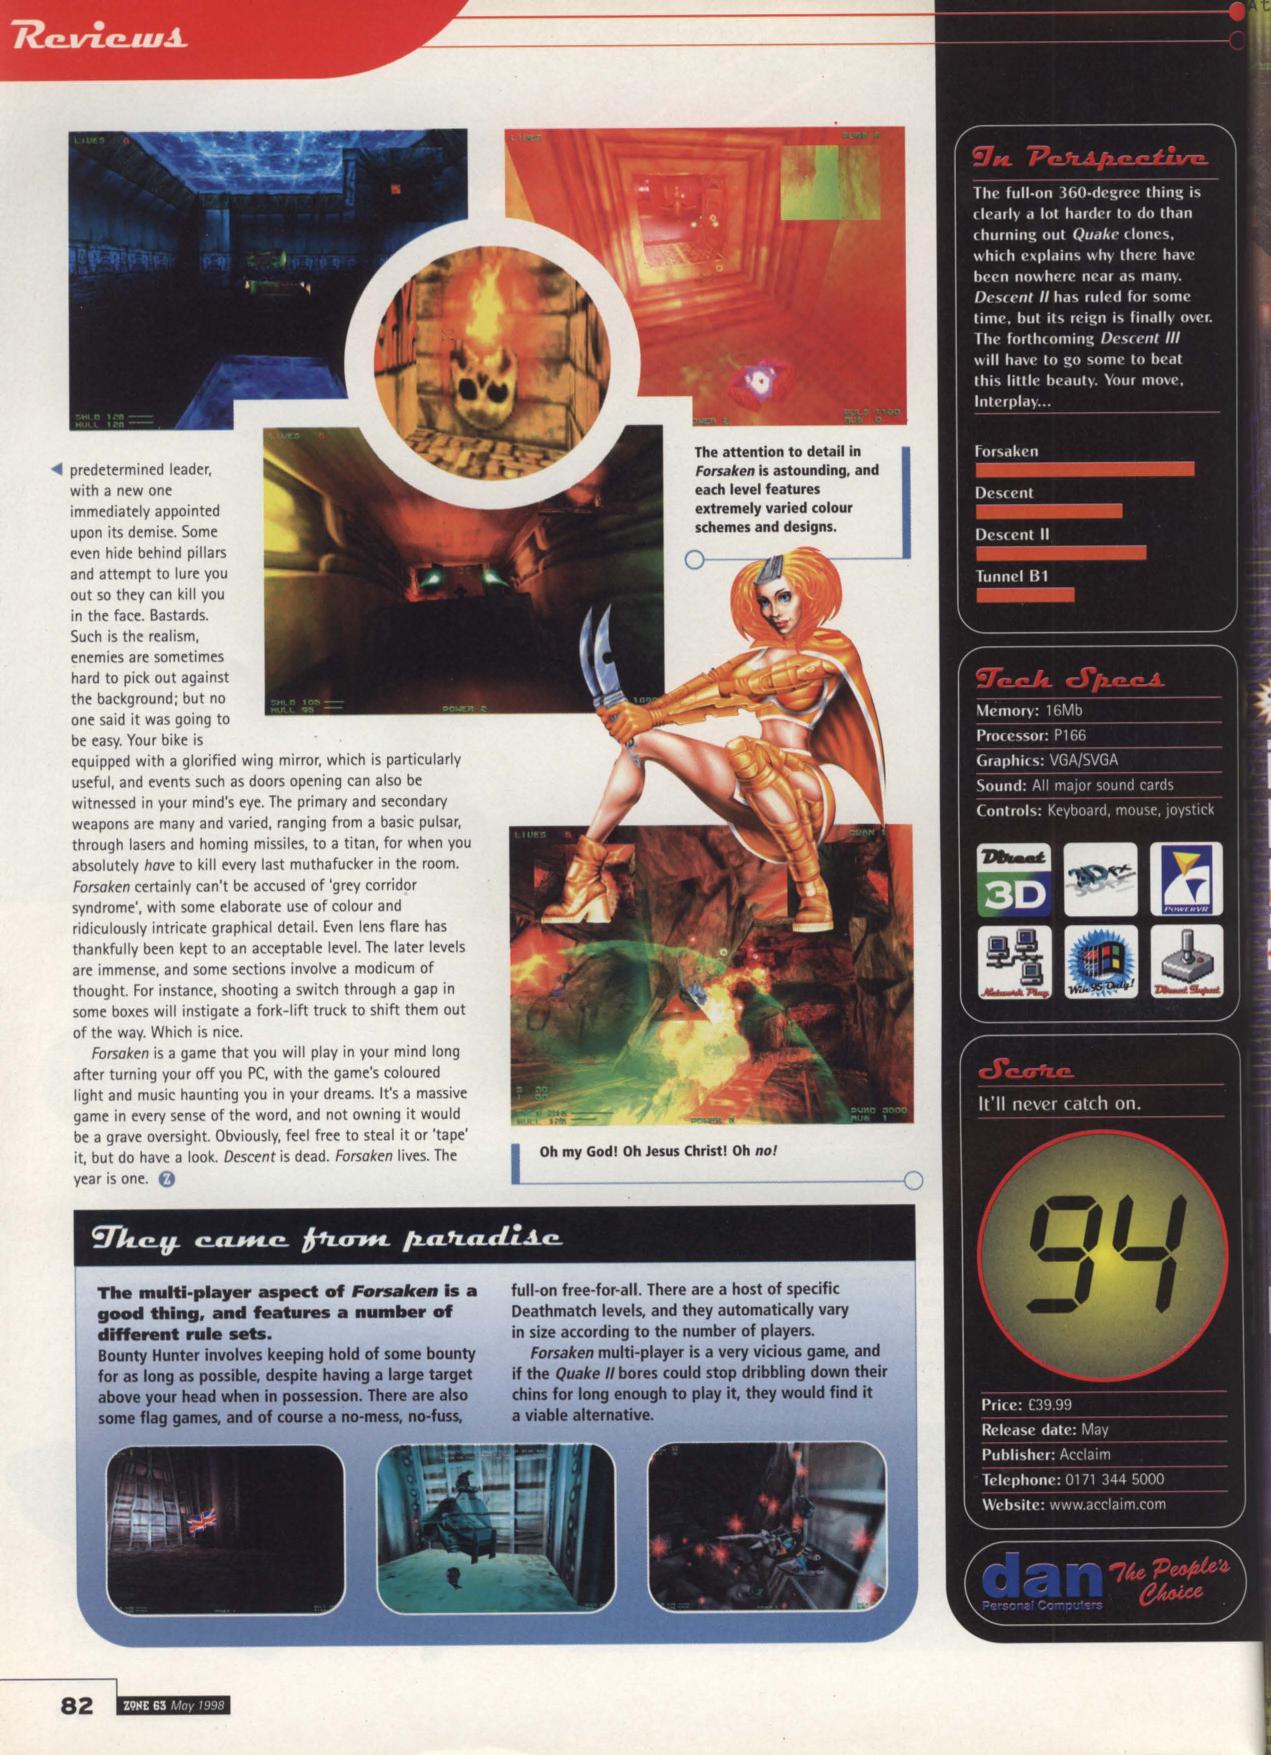 Reviews
LIVES
SHLD 128
HULL 128
LIVES
POWER 2
predetermined leader,
with a new one
immediately appointed
upon its demise. Some
even hide behind pillars
and attempt to lure you
out so they can kill you
in the face. Bastards.
Such is the realism,
enemies are sometimes
hard to pick out against
the background; but no
one said it was going to
be easy. Your bike is
equipped with a glorified wing mirror, which is particularly
useful, and events such as doors opening can also be
witnessed in your mind's eye. The primary and secondary
weapons are many and varied, ranging from a basic pulsar,
through lasers and homing missiles, to a titan, for when you
absolutely have to kill every last muthafucker in the room.
Forsaken certainly can't be accused of 'grey corridor
syndrome', with some elaborate use of colour and
ridiculously intricate graphical detail. Even lens flare has
thankfully been kept to an acceptable level. The later levels
are immense, and some sections involve a modicum of
thought. For instance, shooting a switch through a gap in
some boxes will instigate a fork-lift truck to shift them out
of the way. Which is nice.
Forsaken is a game that you will play in your mind long
after turning your off you PC, with the game's coloured
light and music haunting you in your dreams. It's a massive
game in every sense of the word, and not owning it would
be a grave oversight. Obviously, feel free to steal it or 'tape'
it, but do have a look. Descent is dead. Forsaken lives. The
year is one. Z
LIVES
SHLD 105
HULL 95
POWER 2
The attention to detail in
Forsaken is astounding, and
each level features
extremely varied colour
schemes and designs.
LIVES
Oh my God! Oh Jesus Christ! Oh no!
They came from paradise
The multi-player aspect of Forsaken is a
good thing, and features a number of
different rule sets.
Bounty Hunter involves keeping hold of some bounty
for as long as possible, despite having a large target
above your head when in possession. There are also
some flag games, and of course a no-mess, no-fuss,
full-on free-for-all. There are a host of specific
Deathmatch levels, and they automatically vary
in size according to the number of players.
Forsaken multi-player is a very vicious game, and
if the Quake II bores could stop dribbling down their
chins for long enough to play it, they would find it
a viable alternative.
In Perspective
The full-on 360-degree thing is
clearly a lot harder to do than
churning out Quake clones,
which explains why there have
been nowhere near as many.
Descent II has ruled for some
time, but its reign is finally over.
The forthcoming Descent III
will have to go some to beat
this little beauty. Your move,
Interplay...
Forsaken
Descent
Descent II
Tunnel B1
Tech Specs
Memory: 16Mb
Processor: P166
Graphics: VGA/SVGA
Sound: All major sound cards
Controls: Keyboard, mouse, joystick
Direct
3D
3Dfx
POWERVR
Network Play
Win 95 Only!
Direct Input
Score
It'll never catch on.
94
Price: £39.99
Release date: May
Publisher: Acclaim
Telephone: 0171 344 5000
Website: www.acclaim.com
dan
Personal Computers
The People's
Choice
82
ZONE 63 May 1998